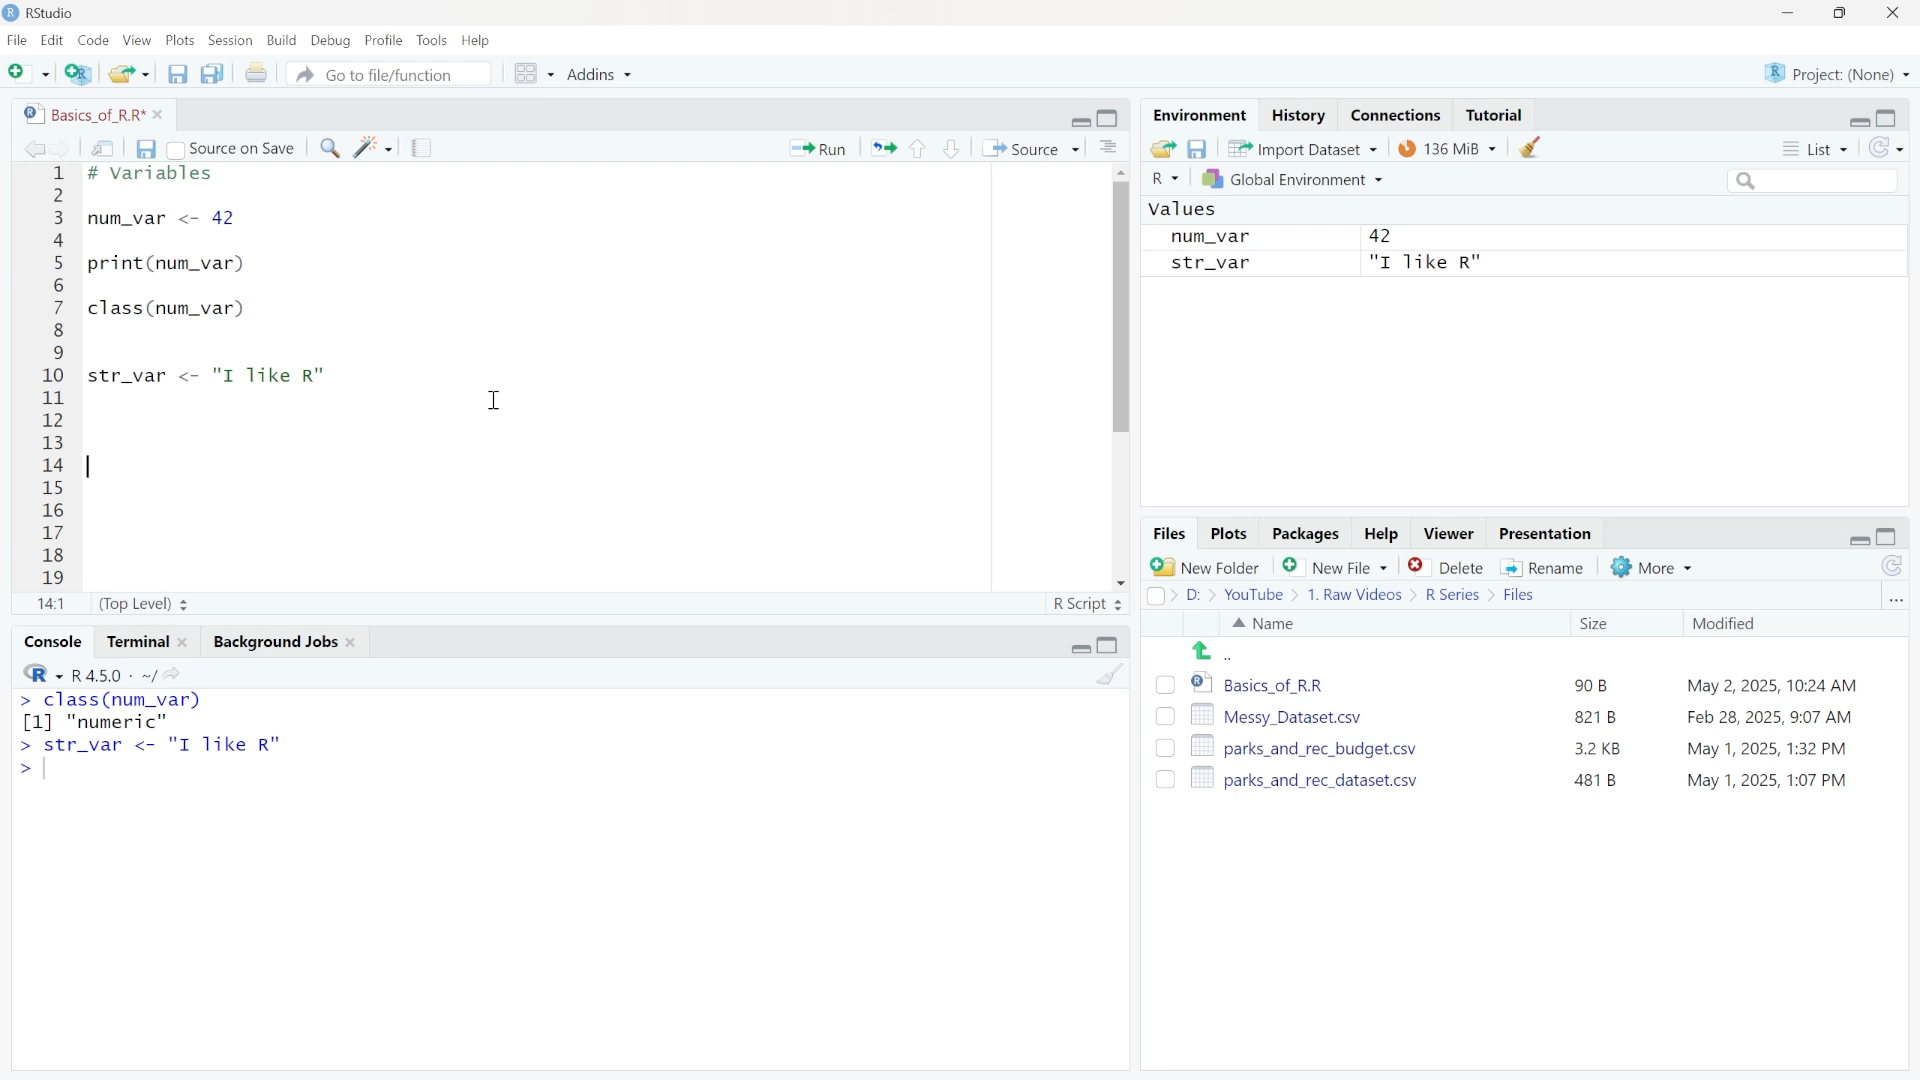 RStudio
File Edit Code View Plots Session Build Debug Profile Tools Help
Go to file/function Addins Project: (None)
Basics_of_R.R*
Source on Save Run Source
1 # Variables
2
3 num_var <- 42
4
5 print(num_var)
6
7 class(num_var)
8
9
10 str_var <- "I like R"
11
12
13
14
15
16
17
18
19
14:1 (Top Level) R Script
Console Terminal Background Jobs
R 4.5.0 · ~/
> class(num_var)
[1] "numeric"
> str_var <- "I like R"
>
Environment History Connections Tutorial
Import Dataset 136 MiB List
R Global Environment
Values
num_var 42
str_var "I like R"
Files Plots Packages Help Viewer Presentation
New Folder New File Delete Rename More
D: > YouTube > 1. Raw Videos > R Series > Files ...
Name Size Modified
..
Basics_of_R.R 90 B May 2, 2025, 10:24 AM
Messy_Dataset.csv 821 B Feb 28, 2025, 9:07 AM
parks_and_rec_budget.csv 3.2 KB May 1, 2025, 1:32 PM
parks_and_rec_dataset.csv 481 B May 1, 2025, 1:07 PM